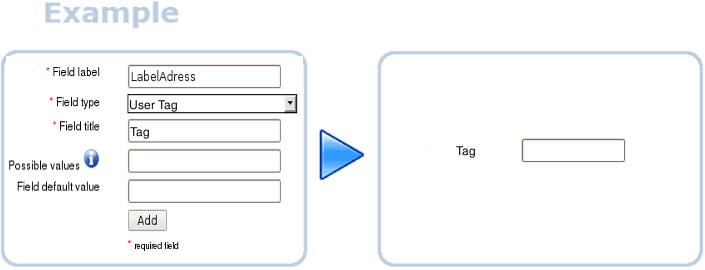 Example
* Field label LabelAdress
* Field type User Tag
* Field title Tag
Possible values i
Field default value
Add
* required field
Tag